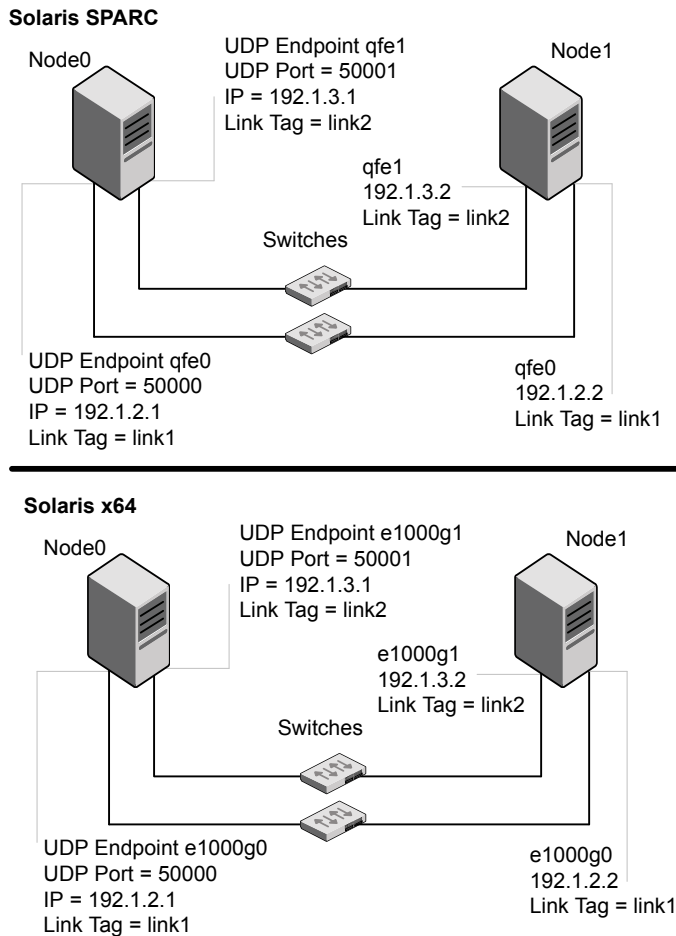 Solaris SPARC
Node0
UDP Endpoint qfe1
UDP Port = 50001
IP = 192.1.3.1
Link Tag = link2
Node1
qfe1
192.1.3.2
Link Tag = link2
Switches
UDP Endpoint qfe0
UDP Port = 50000
IP = 192.1.2.1
Link Tag = link1
qfe0
192.1.2.2
Link Tag = link1
Solaris x64
Node0
UDP Endpoint e1000g1
UDP Port = 50001
IP = 192.1.3.1
Link Tag = link2
Node1
e1000g1
192.1.3.2
Link Tag = link2
Switches
UDP Endpoint e1000g0
UDP Port = 50000
IP = 192.1.2.1
Link Tag = link1
e1000g0
192.1.2.2
Link Tag = link1